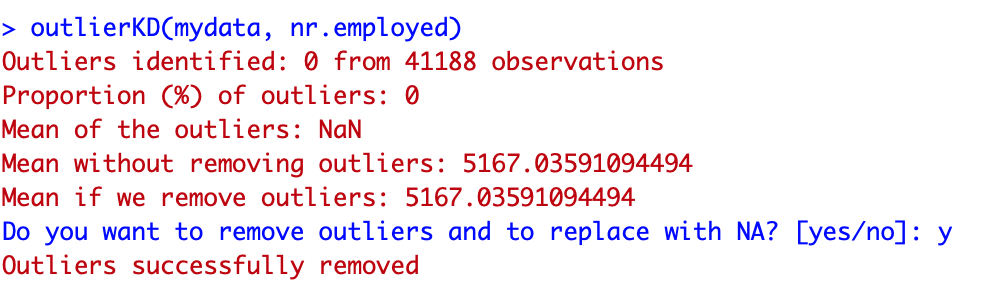 > outlierKD(mydata, nr.employed)
Outliers identified: 0 from 41188 observations
Proportion (%) of outliers: 0
Mean of the outliers: NaN
Mean without removing outliers: 5167.03591094494
Mean if we remove outliers: 5167.03591094494
Do you want to remove outliers and to replace with NA? [yes/no]: y
Outliers successfully removed